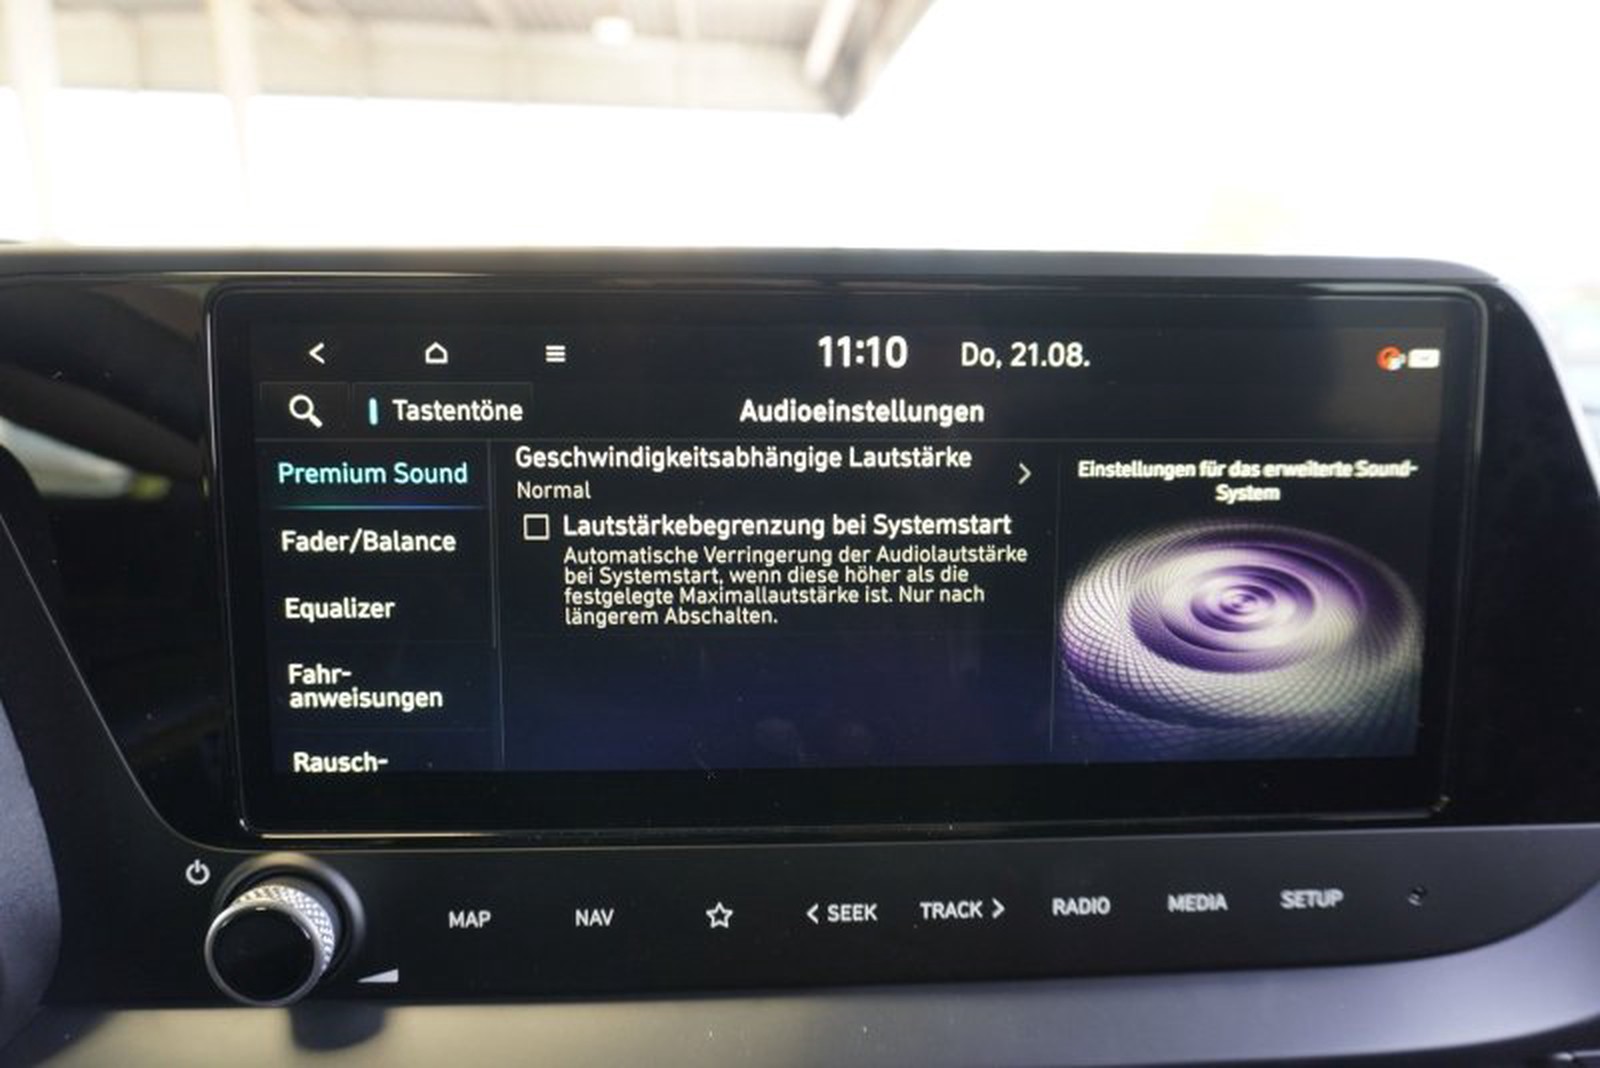 11:10 Do, 21.08.
Tastentöne
Audioeinstellungen
Premium Sound
Fader/Balance
Equalizer
Fahr-
anweisungen
Rausch-
Geschwindigkeitsabhängige Lautstärke
Normal
Lautstärkebegrenzung bei Systemstart
Automatische Verringerung der Audiolautstärke
bei Systemstart, wenn diese höher als die
festgelegte Maximallautstärke ist. Nur nach
längerem Abschalten.
Einstellungen für das erweiterte Sound-
System
MAP NAV < SEEK TRACK > RADIO MEDIA SETUP